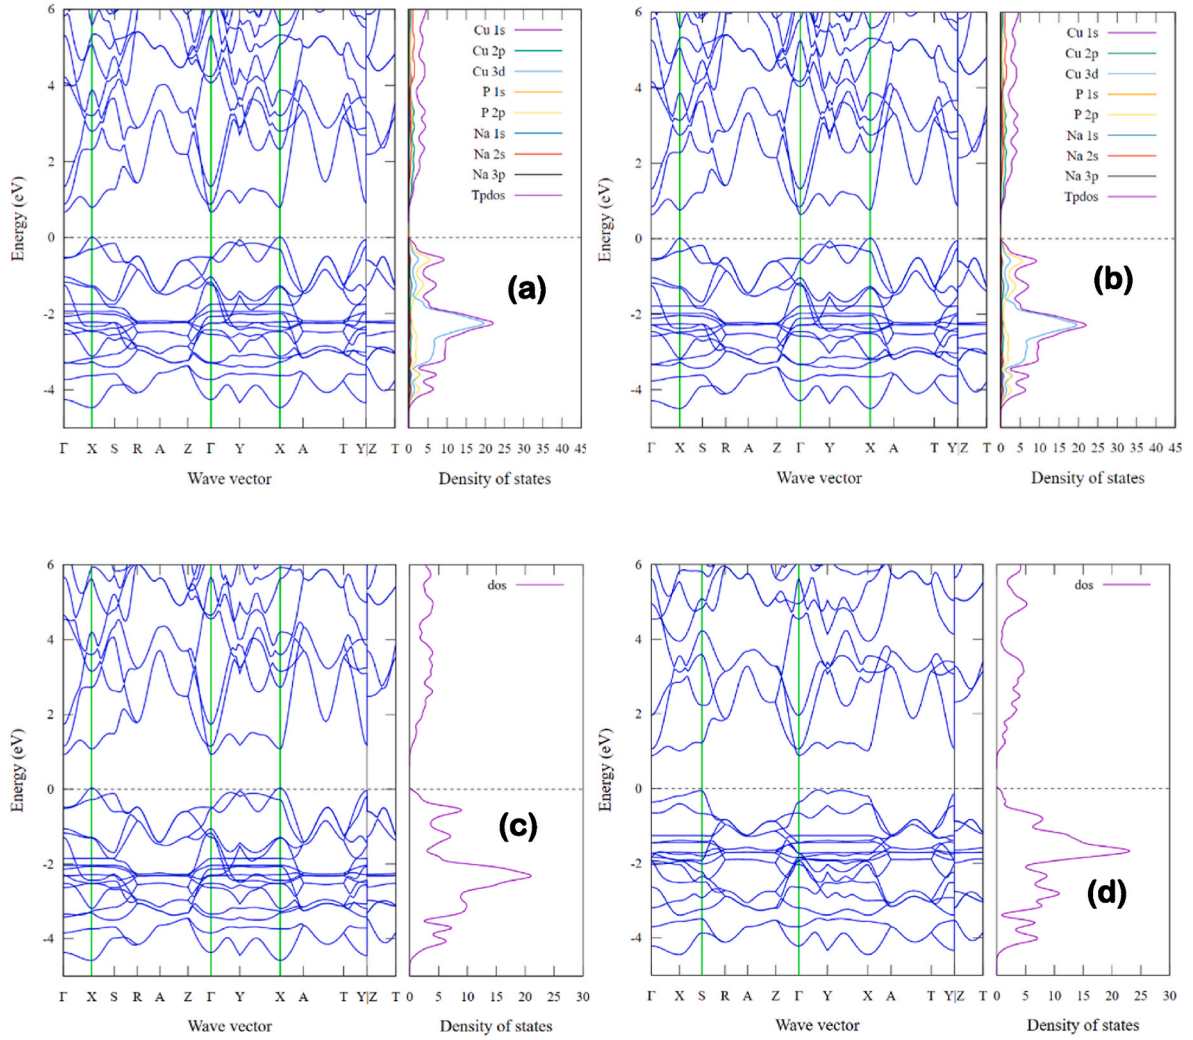 6
4
2
0
-2
-4
Energy (eV)
Γ X S R A Z Γ Y X A T Y|Z T
Wave vector
Cu 1s
Cu 2p
Cu 3d
P 1s
P 2p
Na 1s
Na 2s
Na 3p
Tpdos
(a)
0 5 10 15 20 25 30 35 40 45
Density of states
6
4
2
0
-2
-4
Energy (eV)
Γ X S R A Z Γ Y X A T Y|Z T
Wave vector
Cu 1s
Cu 2p
Cu 3d
P 1s
P 2p
Na 1s
Na 2s
Na 3p
Tpdos
(b)
0 5 10 15 20 25 30 35 40 45
Density of states
6
4
2
0
-2
-4
Energy (eV)
Γ X S R A Z Γ Y X A T Y|Z T
Wave vector
dos
(c)
0 5 10 15 20 25 30
Density of states
6
4
2
0
-2
-4
Energy (eV)
Γ X S R A Z Γ Y X A T Y|Z T
Wave vector
dos
(d)
0 5 10 15 20 25 30
Density of states